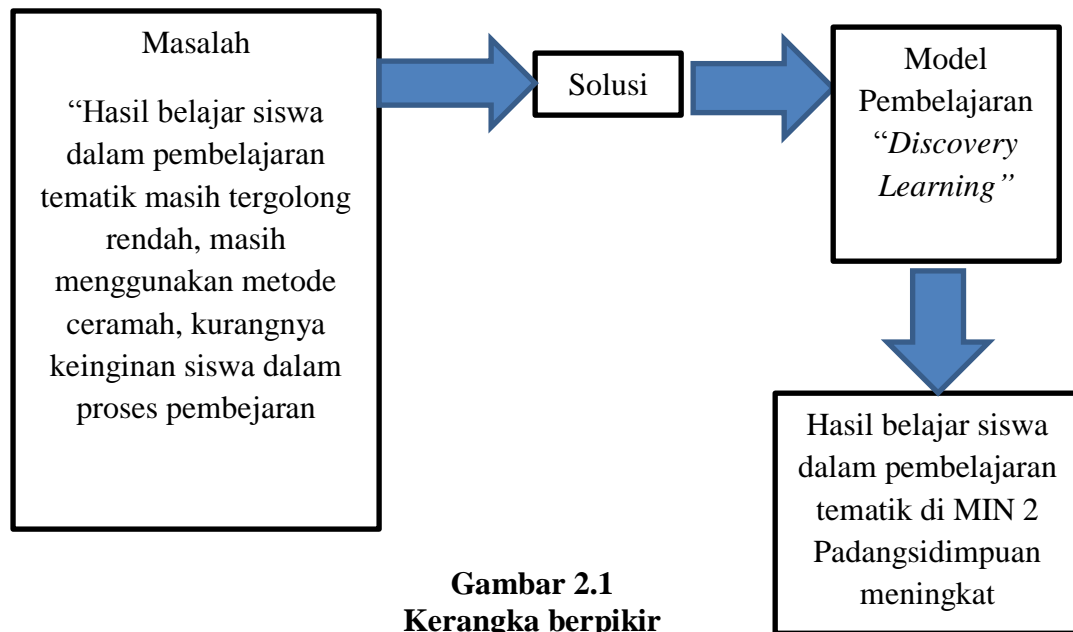 Masalah
“Hasil belajar siswa
dalam pembelajaran
tematik masih tergolong
rendah, masih
menggunakan metode
ceramah, kurangnya
keinginan siswa dalam
proses pembejaran
Solusi
Model
Pembelajaran
“Discovery
Learning”
Hasil belajar siswa
dalam pembelajaran
tematik di MIN 2
Padangsidimpuan
meningkat
Gambar 2.1
Kerangka berpikir